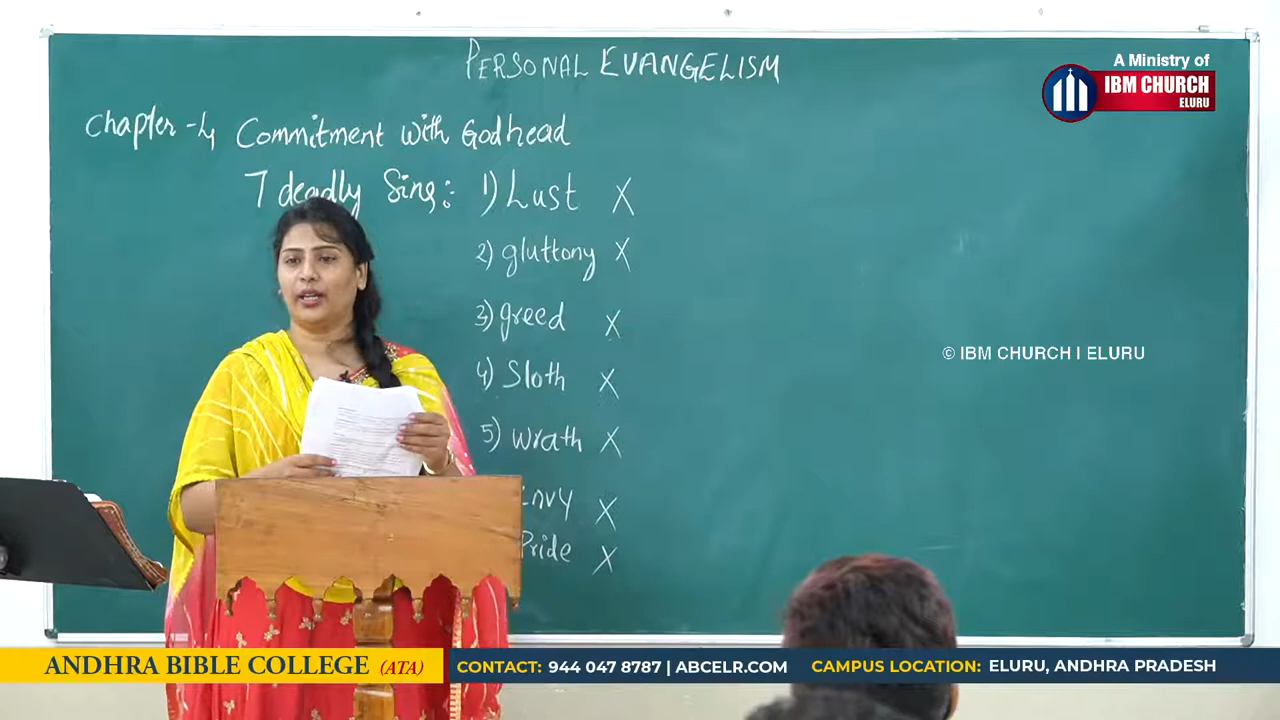 PERSONAL EVANGELISM
A Ministry of
IBM CHURCH
ELURU
Chapter-4 Commitment with Godhead
7 deadly Sins: 1) Lust X
2) gluttony X
3) greed X
4) Sloth X
5) wrath X
Envy X
Pride X
© IBM CHURCH I ELURU
ANDHRA BIBLE COLLEGE (ATA)
CONTACT: 944 047 8787 | ABCELR.COM CAMPUS LOCATION: ELURU, ANDHRA PRADESH